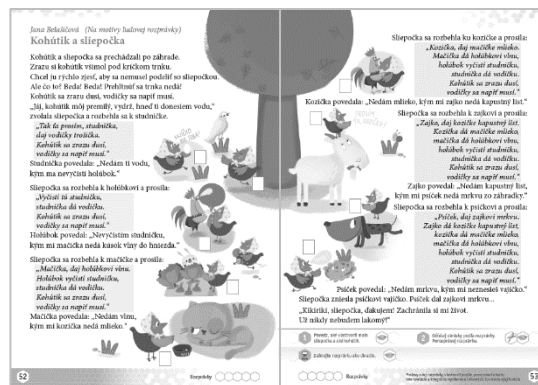 Jana Belašičová (Na motívy ľudovej rozprávky)
Kohútik a sliepočka
Kohútik a sliepočka sa prechádzali po záhrade.
Zrazu si kohútik všimol pod kríčkom trnku.
Chcel ju rýchlo zjesť, aby sa nemusel podeliť so sliepočkou.
Ale čo to? Beda! Beda! Prehltnúť sa trnka nedá!
Kohútik sa zrazu dusí, vodičky sa napiť musí.
„Jáj, kohútik môj premilý, vydrž, hneď ti donesiem vodu,“
zvolala sliepočka a rozbehla sa k studničke.
„Tak ťa prosím, studnička,
daj vodičky trošička.
Kohútik sa zrazu dusí,
vodičky sa napiť musí.“
Studnička povedala: „Nedám ti vodu,
kým ma nevyčistí holúbok.“
Sliepočka sa rozbehla k holúbkovi a prosila:
„Vyčisti tú studničku,
studnička dá vodičku.
Kohútik sa zrazu dusí,
vodičky sa napiť musí.“
Holúbok povedal: „Nevyčistím studničku,
kým mi mačička nedá kúsok vlny do hniezda.“
Sliepočka sa rozbehla k mačičke a prosila:
„Mačička, daj holúbkovi vlnu.
Holúbok vyčistí studničku,
studnička dá vodičku.
Kohútik sa zrazu dusí,
vodičky sa napiť musí.“
Mačička povedala: „Nedám vlnu,
kým mi kozička nedá mlieko.“
52
Rozprávky
Sliepočka sa rozbehla ku kozičke a prosila:
„Kozička, daj mačičke mlieko.
Mačička dá holúbkovi vlnu,
holúbok vyčistí studničku,
studnička dá vodičku.
Kohútik sa zrazu dusí,
vodičky sa napiť musí.“
Kozička povedala: „Nedám mlieko, kým mi zajko nedá kapustný list.“
Sliepočka sa rozbehla k zajkovi a prosila:
„Zajko, daj kozičke kapustný list.
Kozička dá mačičke mlieko,
mačička dá holúbkovi vlnu,
holúbok vyčistí studničku,
studnička dá vodičku.
Kohútik sa zrazu dusí,
vodičky sa napiť musí.“
Zajko povedal: „Nedám kapustný list,
kým mi psíček nedá mrkvu zo záhradky.“
Sliepočka sa rozbehla k psíčkovi a prosila:
„Psíček, daj zajkovi mrkvu.
Zajko dá kozičke kapustný list,
kozička dá mačičke mlieko,
mačička dá holúbkovi vlnu,
holúbok vyčistí studničku,
studnička dá vodičku.
Kohútik sa zrazu dusí,
vodičky sa napiť musí.“
Psíček povedal: „Nedám mrkvu, kým mi neznesieš vajíčko.“
Sliepočka zniesla psíčkovi vajíčko. Psíček dal zajkovi mrkvu...
„Kikirikí, sliepočka, ďakujem! Zachránila si mi život.
Už nikdy nebudem lakomý!“
1
2
3
Rozprávky
53